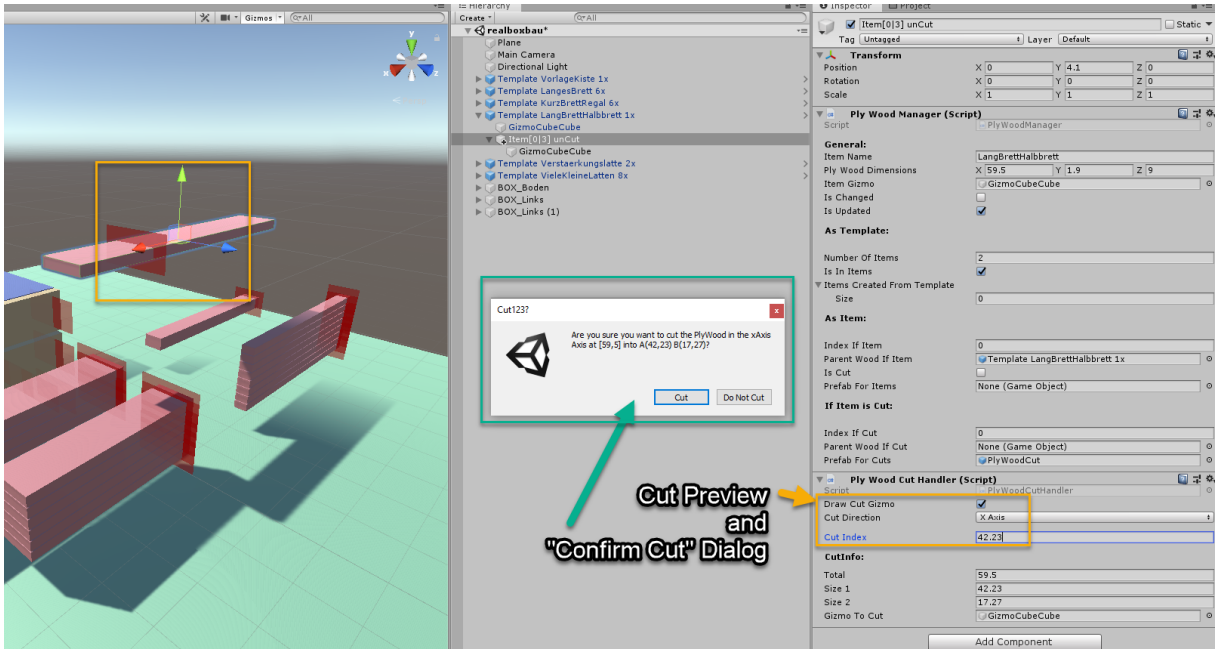 Gizmos
All
y
x
z
Hierarchy
Create
All
realboxbau*
Plane
Main Camera
Directional Light
Template VorlageKiste 1x
Template LangesBrett 6x
Template KurzBrettRegal 6x
Template LangBrettHalbbrett 1x
GizmoCubeCube
Item[0|3] unCut
GizmoCubeCube
Template Verstaerkungslatte 2x
Template VieleKleineLatten 8x
BOX_Boden
BOX_Links
BOX_Links (1)
Cut123?
x
Are you sure you want to cut the PlyWood in the xAxis
Axis at [59,5] into A(42,23) B(17,27)?
Cut
Do Not Cut
Cut Preview
and
"Confirm Cut" Dialog
Inspector
Project
Item[0|3] unCut
Static
Tag Untagged
Layer Default
Transform
Position X 0 Y 4.1 Z 0
Rotation X 0 Y 0 Z 0
Scale X 1 Y 1 Z 1
Ply Wood Manager (Script)
Script PlyWoodManager
General:
Item Name LangBrettHalbbrett
Ply Wood Dimensions X 59.5 Y 1.9 Z 9
Item Gizmo GizmoCubeCube
Is Changed
Is Updated
As Template:
Number Of Items 2
Is In Items
Items Created From Template
Size 0
As Item:
Index If Item 0
Parent Wood If Item Template LangBrettHalbbrett 1x
Is Cut
Prefab For Items None (Game Object)
If Item is Cut:
Index If Cut 0
Parent Wood If Cut None (Game Object)
Prefab For Cuts PlyWoodCut
Ply Wood Cut Handler (Script)
Script PlyWoodCutHandler
Draw Cut Gizmo
Cut Direction X Axis
Cut Index 42.23
CutInfo:
Total 59.5
Size 1 42.23
Size 2 17.27
Gizmo To Cut GizmoCubeCube
Add Component